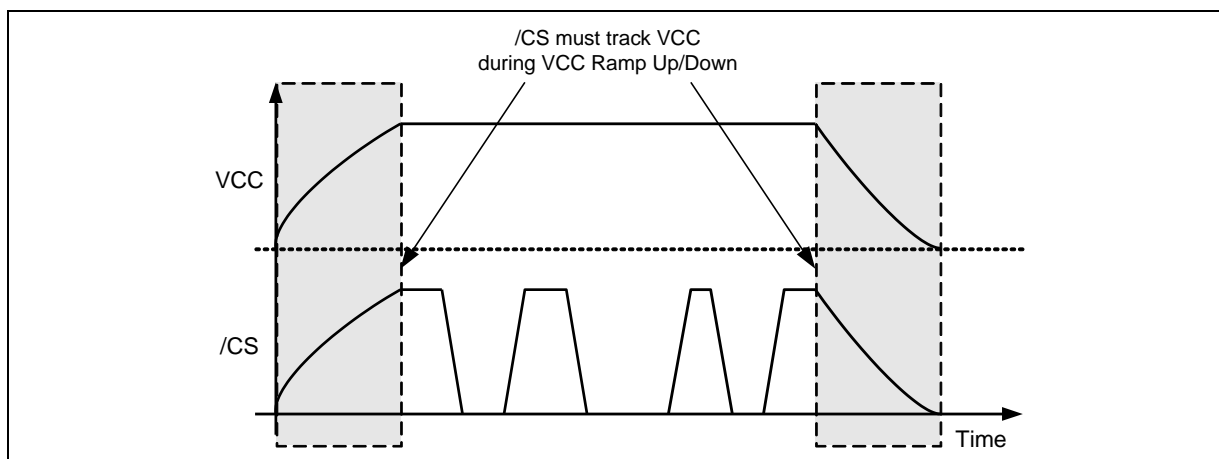 /CS must track VCC
during VCC Ramp Up/Down
VCC
/CS
Time